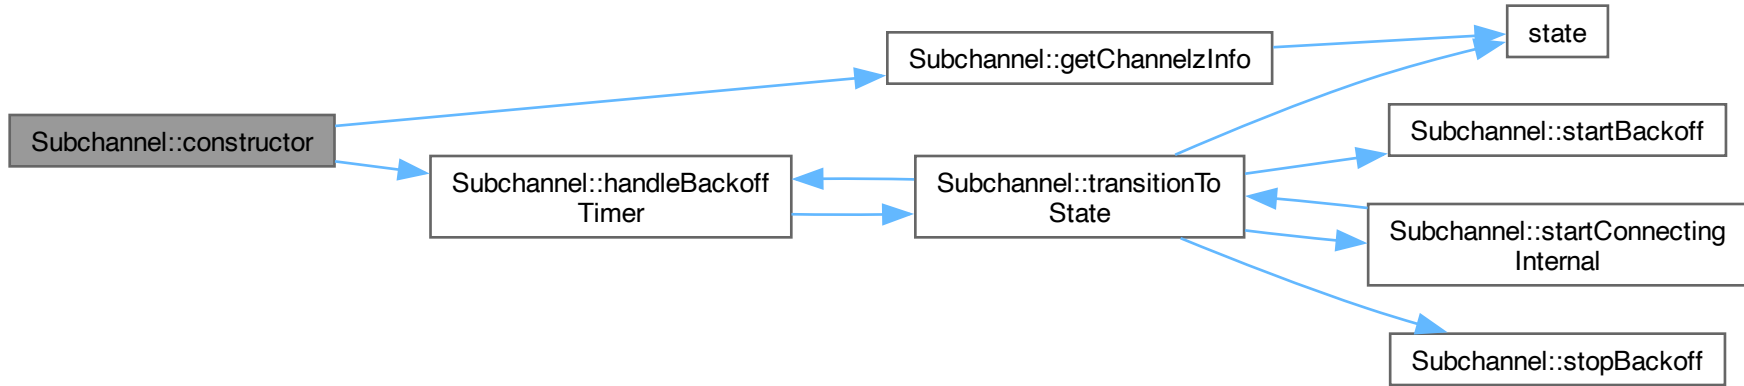 Subchannel::constructor
Subchannel::getChannelzInfo
Subchannel::handleBackoff
Timer
Subchannel::transitionTo
State
state
Subchannel::startBackoff
Subchannel::startConnecting
Internal
Subchannel::stopBackoff